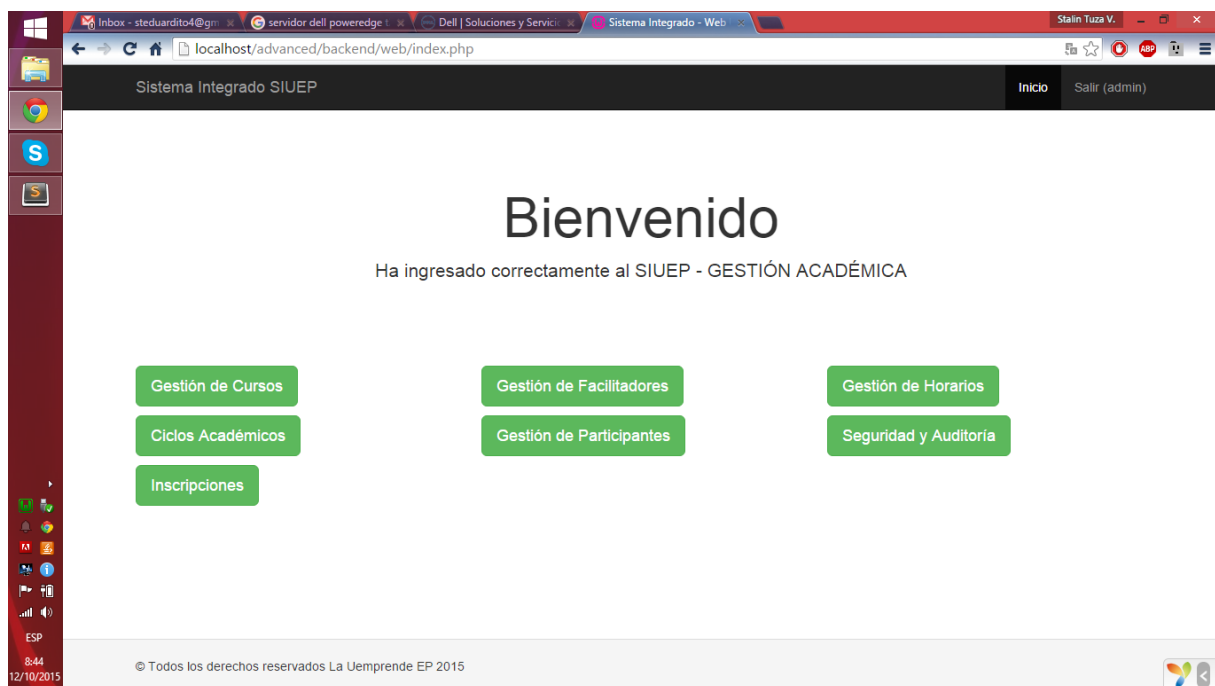 Inbox - steduardito4@gm
servidor dell poweredge t
Dell | Soluciones y Servici
Sistema Integrado - Web
Stalin Tuza V.
localhost/advanced/backend/web/index.php
ABP
Sistema Integrado SIUEP
Inicio
Salir (admin)
Bienvenido
Ha ingresado correctamente al SIUEP - GESTIÓN ACADÉMICA
Gestión de Cursos
Gestión de Facilitadores
Gestión de Horarios
Ciclos Académicos
Gestión de Participantes
Seguridad y Auditoría
Inscripciones
ESP
8:44
12/10/2015
© Todos los derechos reservados La Uemprende EP 2015